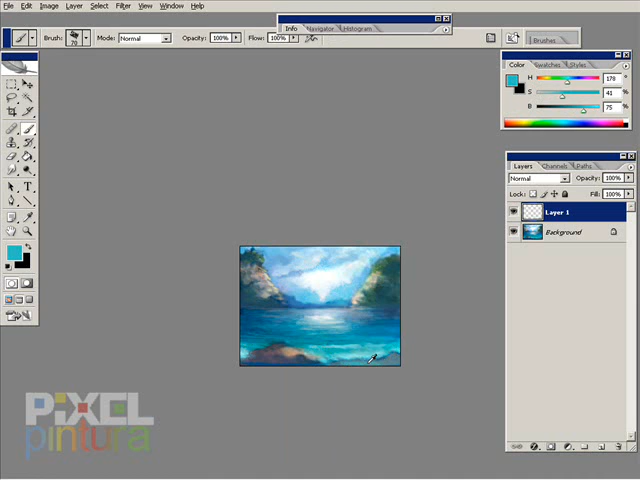 File Edit Image Layer Select Filter View Window Help
Info Navigator Histogram
Brush: 70 Mode: Normal Opacity: 100% Flow: 100% Brushes
Color Swatches Styles
H 178 °
S 41 %
B 75 %
Layers Channels Paths
Normal Opacity: 100%
Lock: Fill: 100%
Layer 1
Background
PiXEL
pintura